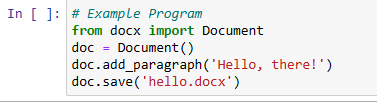 In [ ]: # Example Program
from docx import Document
doc = Document()
doc.add_paragraph('Hello, there!')
doc.save('hello.docx')